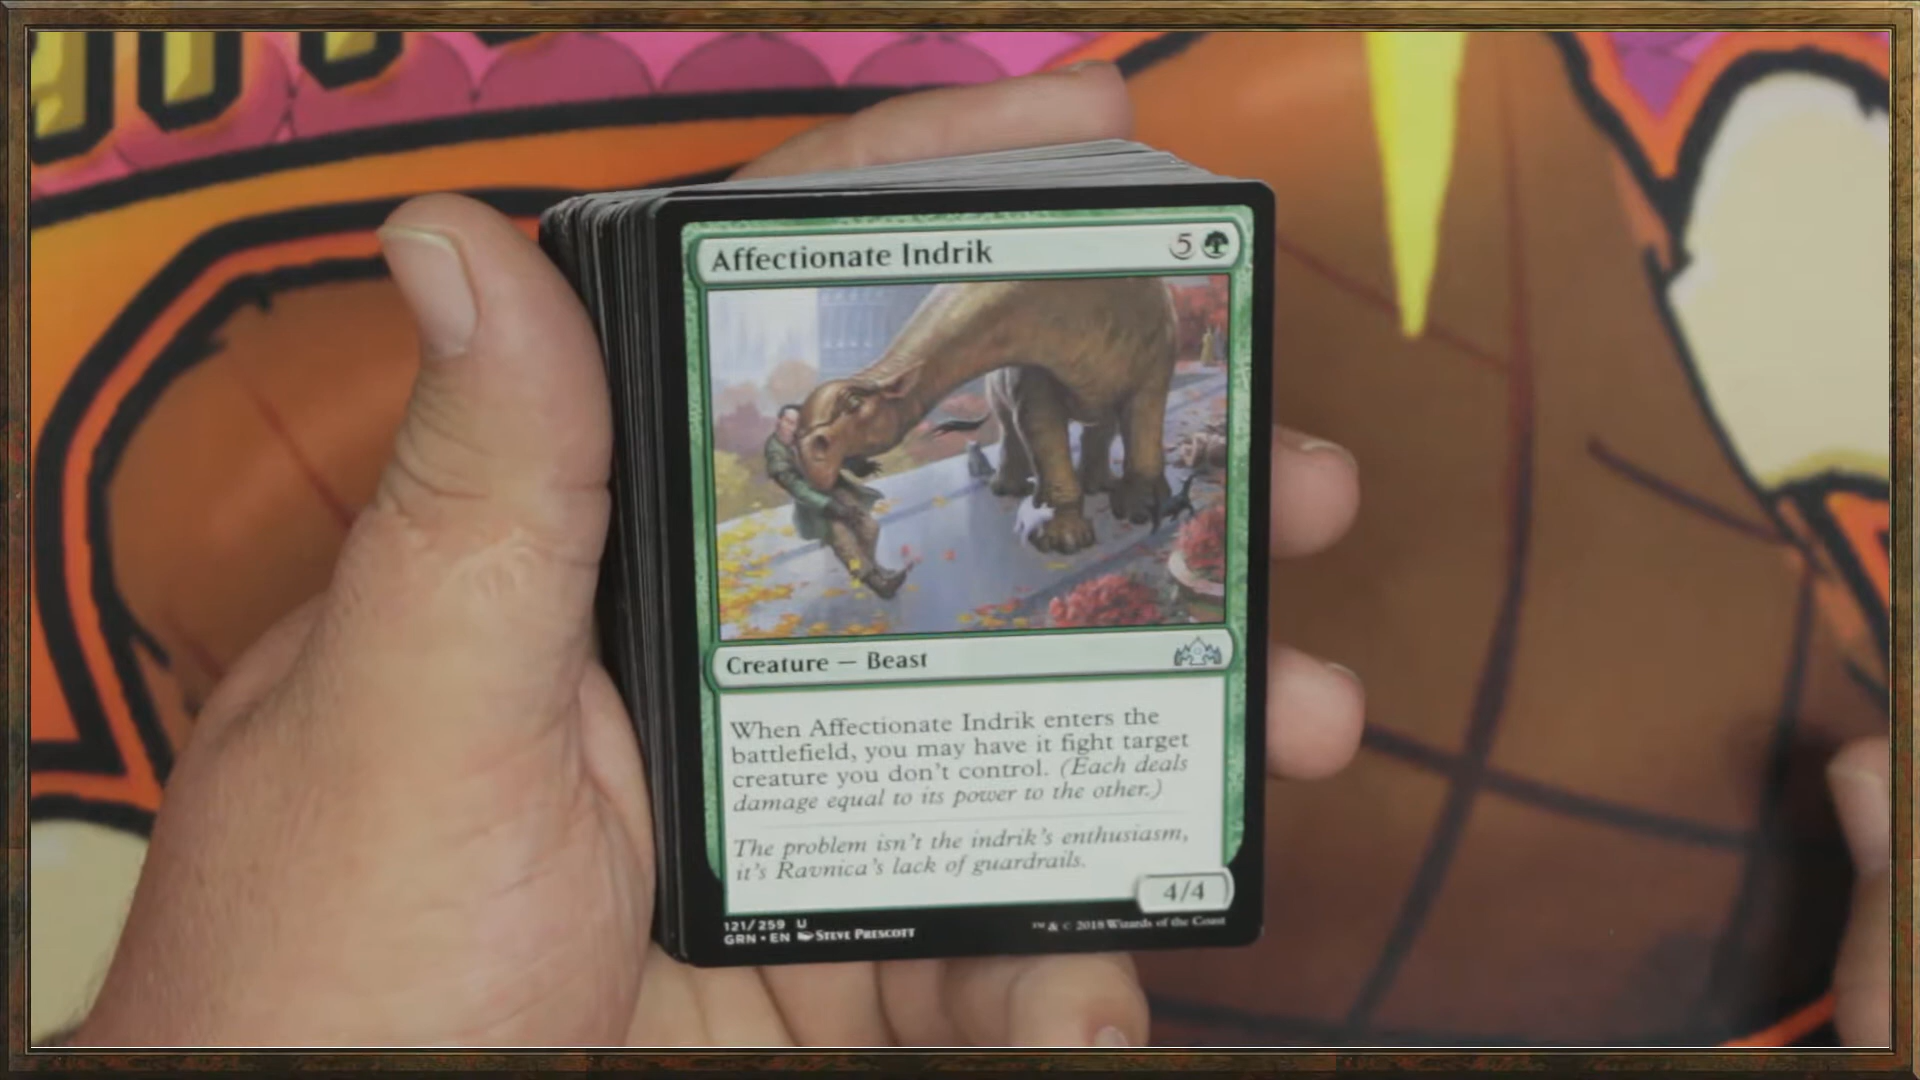 Affectionate Indrik 5
Creature — Beast
When Affectionate Indrik enters the
battlefield, you may have it fight target
creature you don't control. (Each deals
damage equal to its power to the other.)
The problem isn't the indrik's enthusiasm,
it's Ravnica's lack of guardrails.
4/4
121/259 U
GRN • EN STEVE PRESCOTT
™ & © 2018 Wizards of the Coast